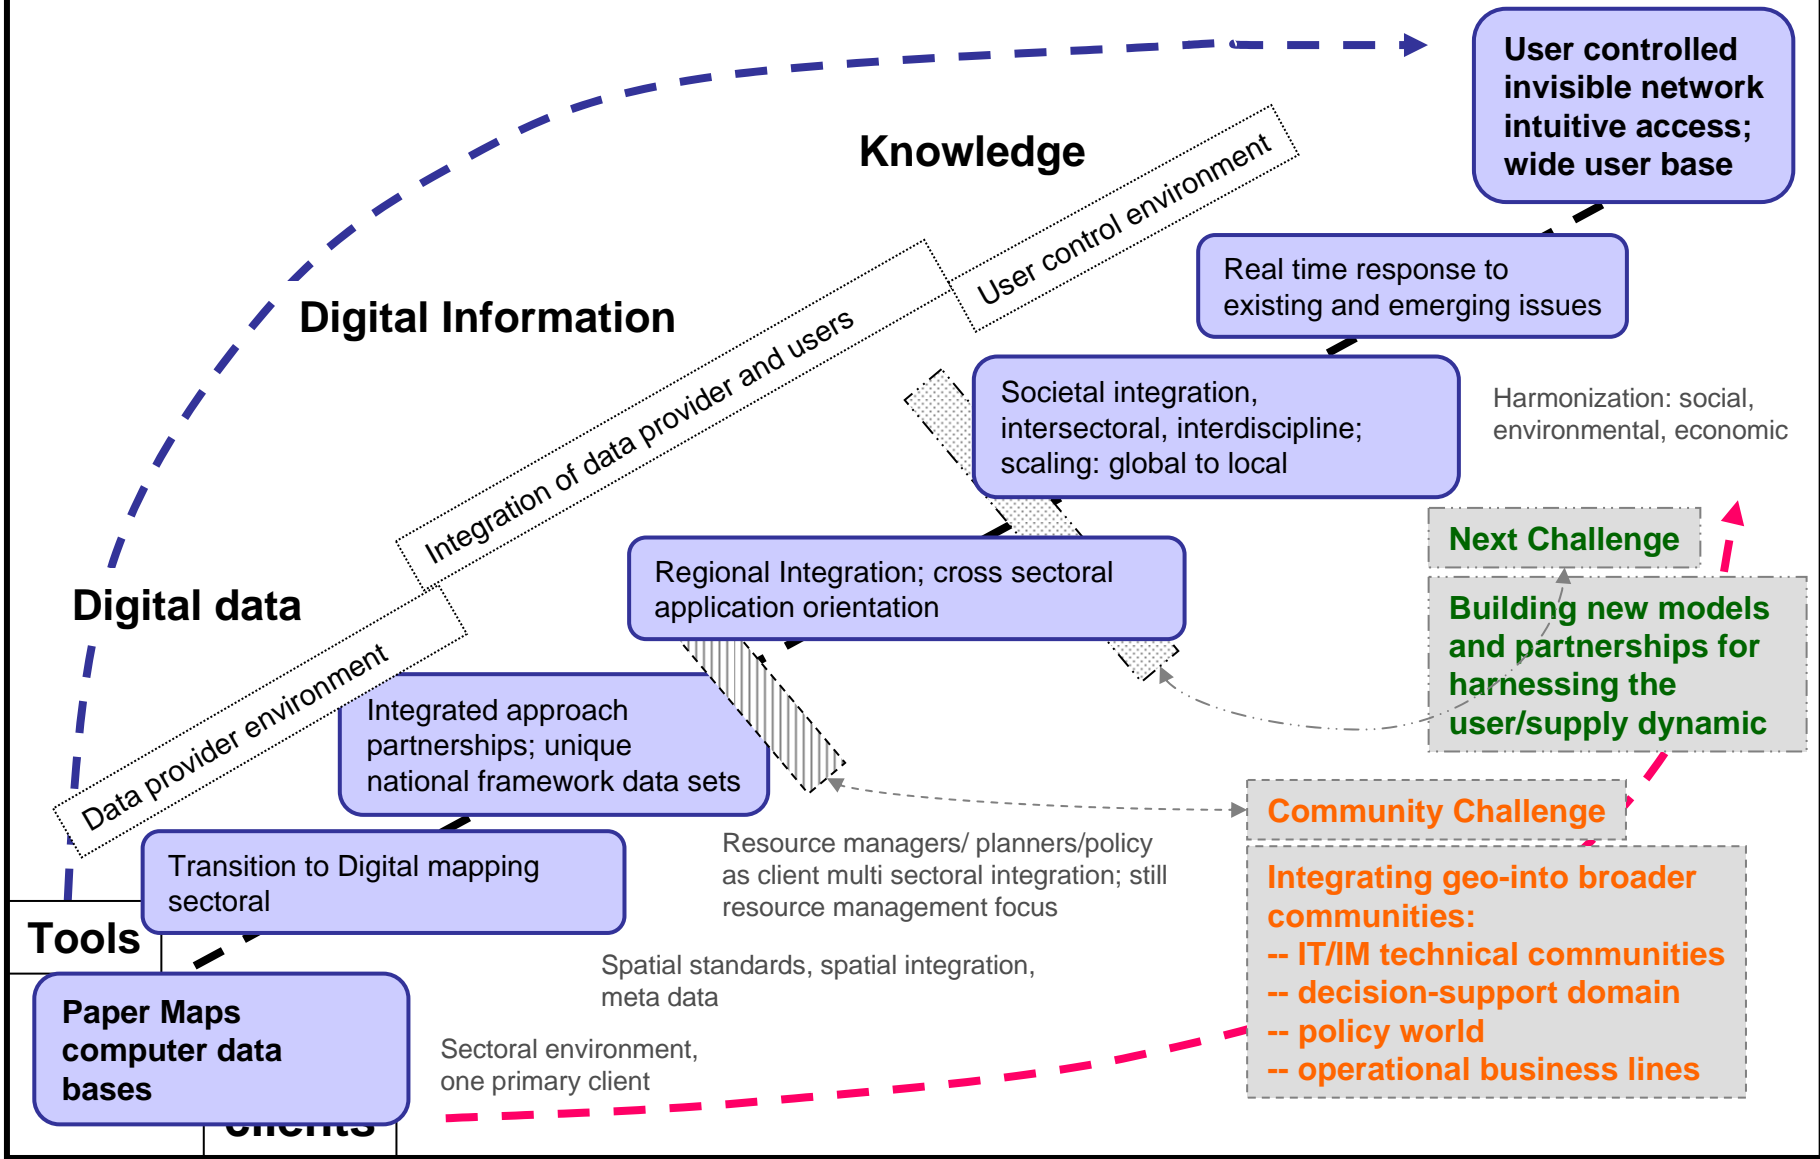 User controlled
invisible network
intuitive access;
wide user base
Knowledge
User control environment
Real time response to
existing and emerging issues
Digital Information
Integration of data provider and users
Societal integration,
intersectoral, interdiscipline;
scaling: global to local
Harmonization: social,
environmental, economic
Next Challenge
Building new models
and partnerships for
harnessing the
user/supply dynamic
Regional Integration; cross sectoral
application orientation
Digital data
Data provider environment
Integrated approach
partnerships; unique
national framework data sets
Community Challenge
Integrating geo-into broader
communities:
-- IT/IM technical communities
-- decision-support domain
-- policy world
-- operational business lines
Transition to Digital mapping
sectoral
Resource managers/ planners/policy
as client multi sectoral integration; still
resource management focus
Tools
Spatial standards, spatial integration,
meta data
Paper Maps
computer data
bases
Sectoral environment,
one primary client
clients